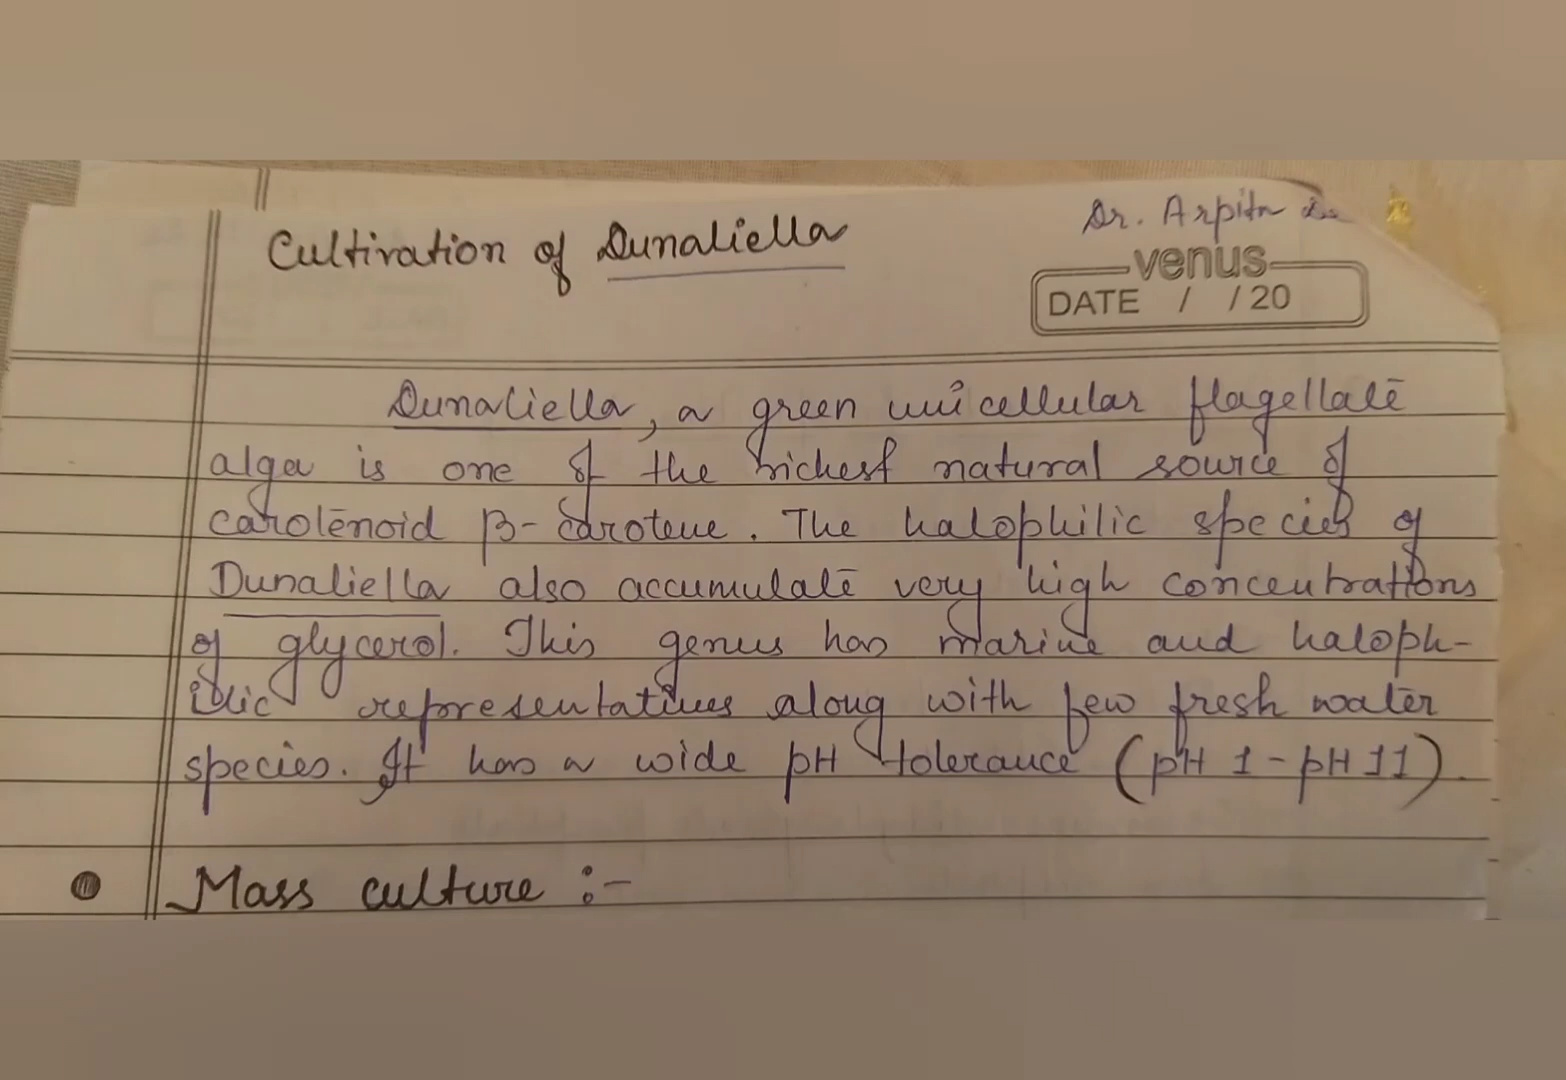 Cultivation of Dunaliella
Dr. Arpita
venus
DATE / /20
Dunaliella, a green unicellular flagellate
alga is one of the richest natural source of
carotenoid β-carotene. The halophilic species of
Dunaliella also accumulate very high concentrations
of glycerol. This genus has marine and haloph-
ilic representatives along with few fresh water
species. It has a wide pH tolerance (pH 1 - pH 11).
Mass culture :-